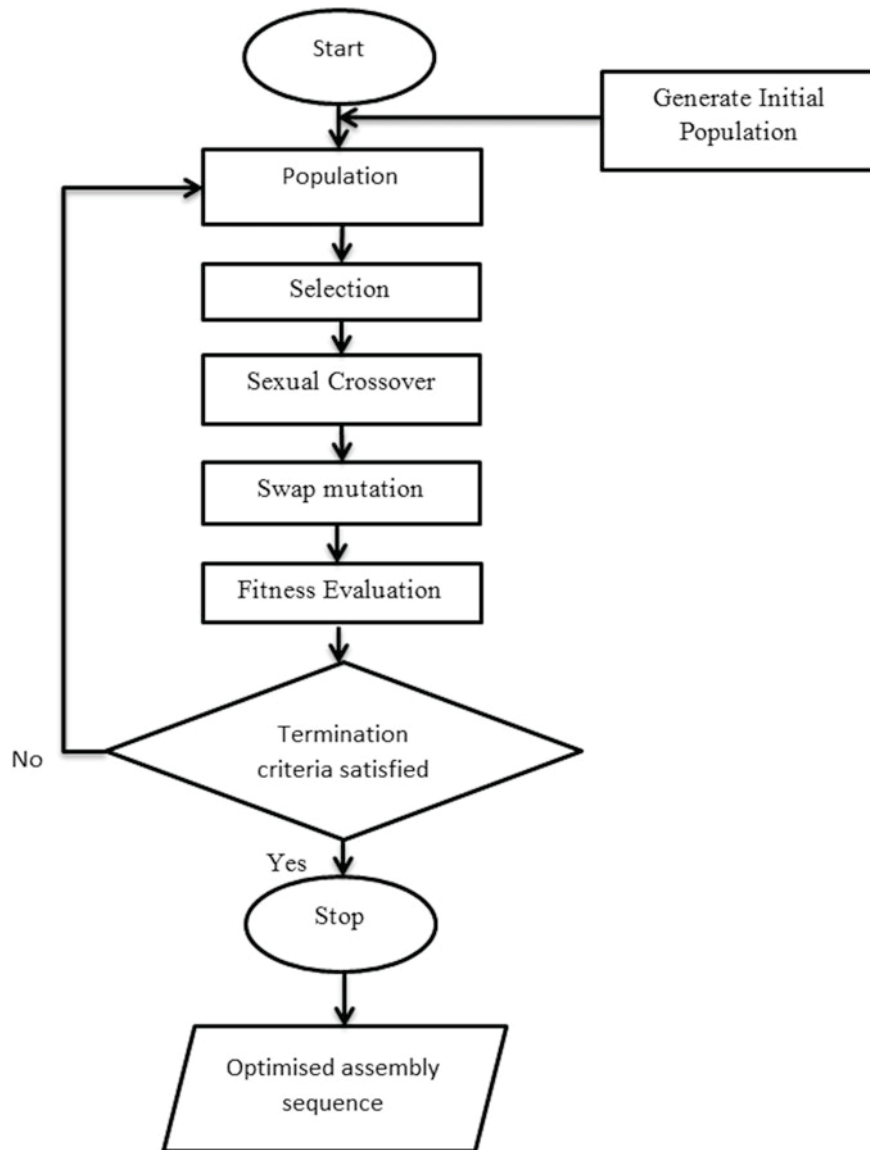 Start
Generate Initial
Population
Population
Selection
Sexual Crossover
Swap mutation
Fitness Evaluation
Termination
criteria satisfied
No
Yes
Stop
Optimised assembly
sequence